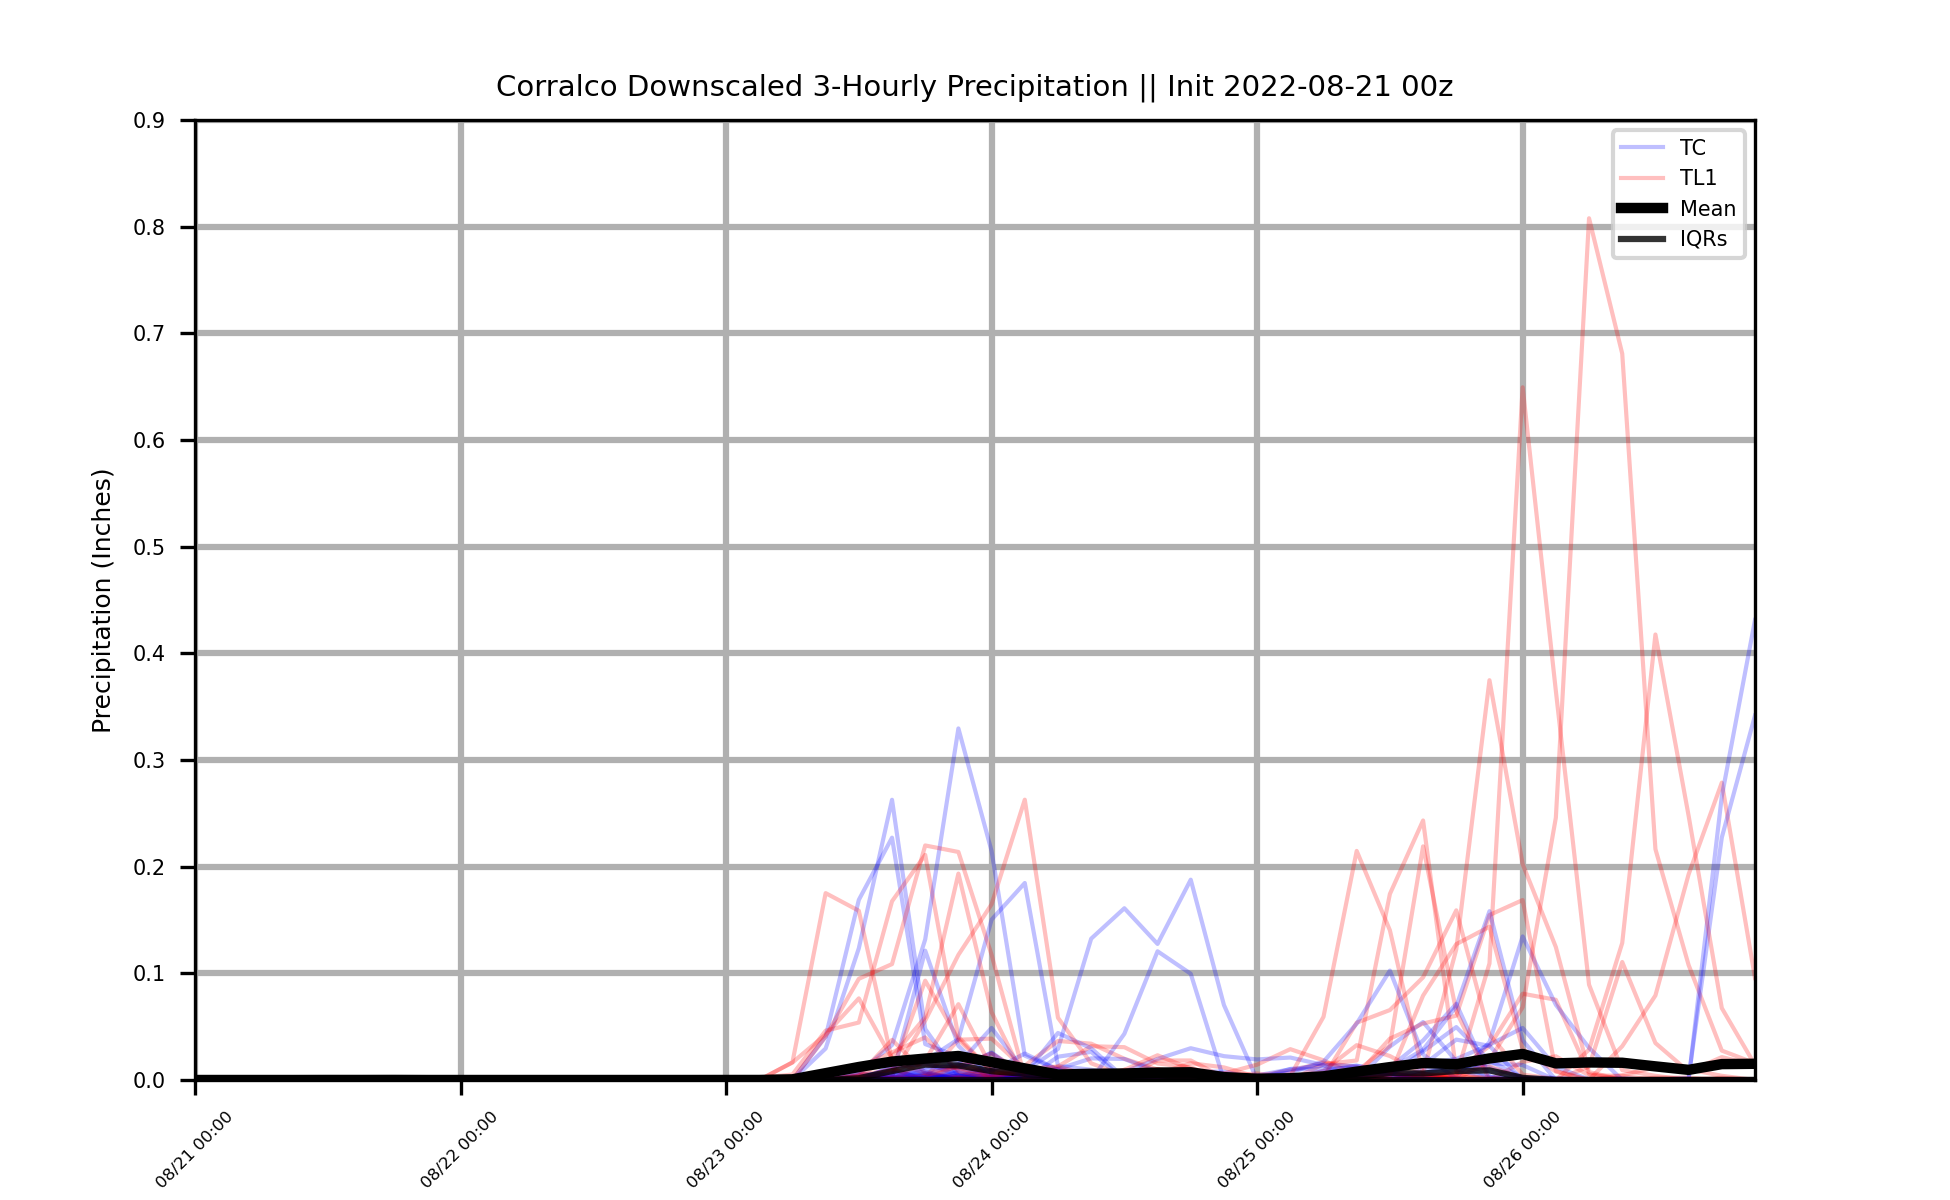 Corralco Downscaled 3-Hourly Precipitation || Init 2022-08-21 00z
Precipitation (Inches)
0.9
0.8
0.7
0.6
0.5
0.4
0.3
0.2
0.1
0.0
TC
TL1
Mean
IQRs
08/21 00:00
08/22 00:00
08/23 00:00
08/24 00:00
08/25 00:00
08/26 00:00